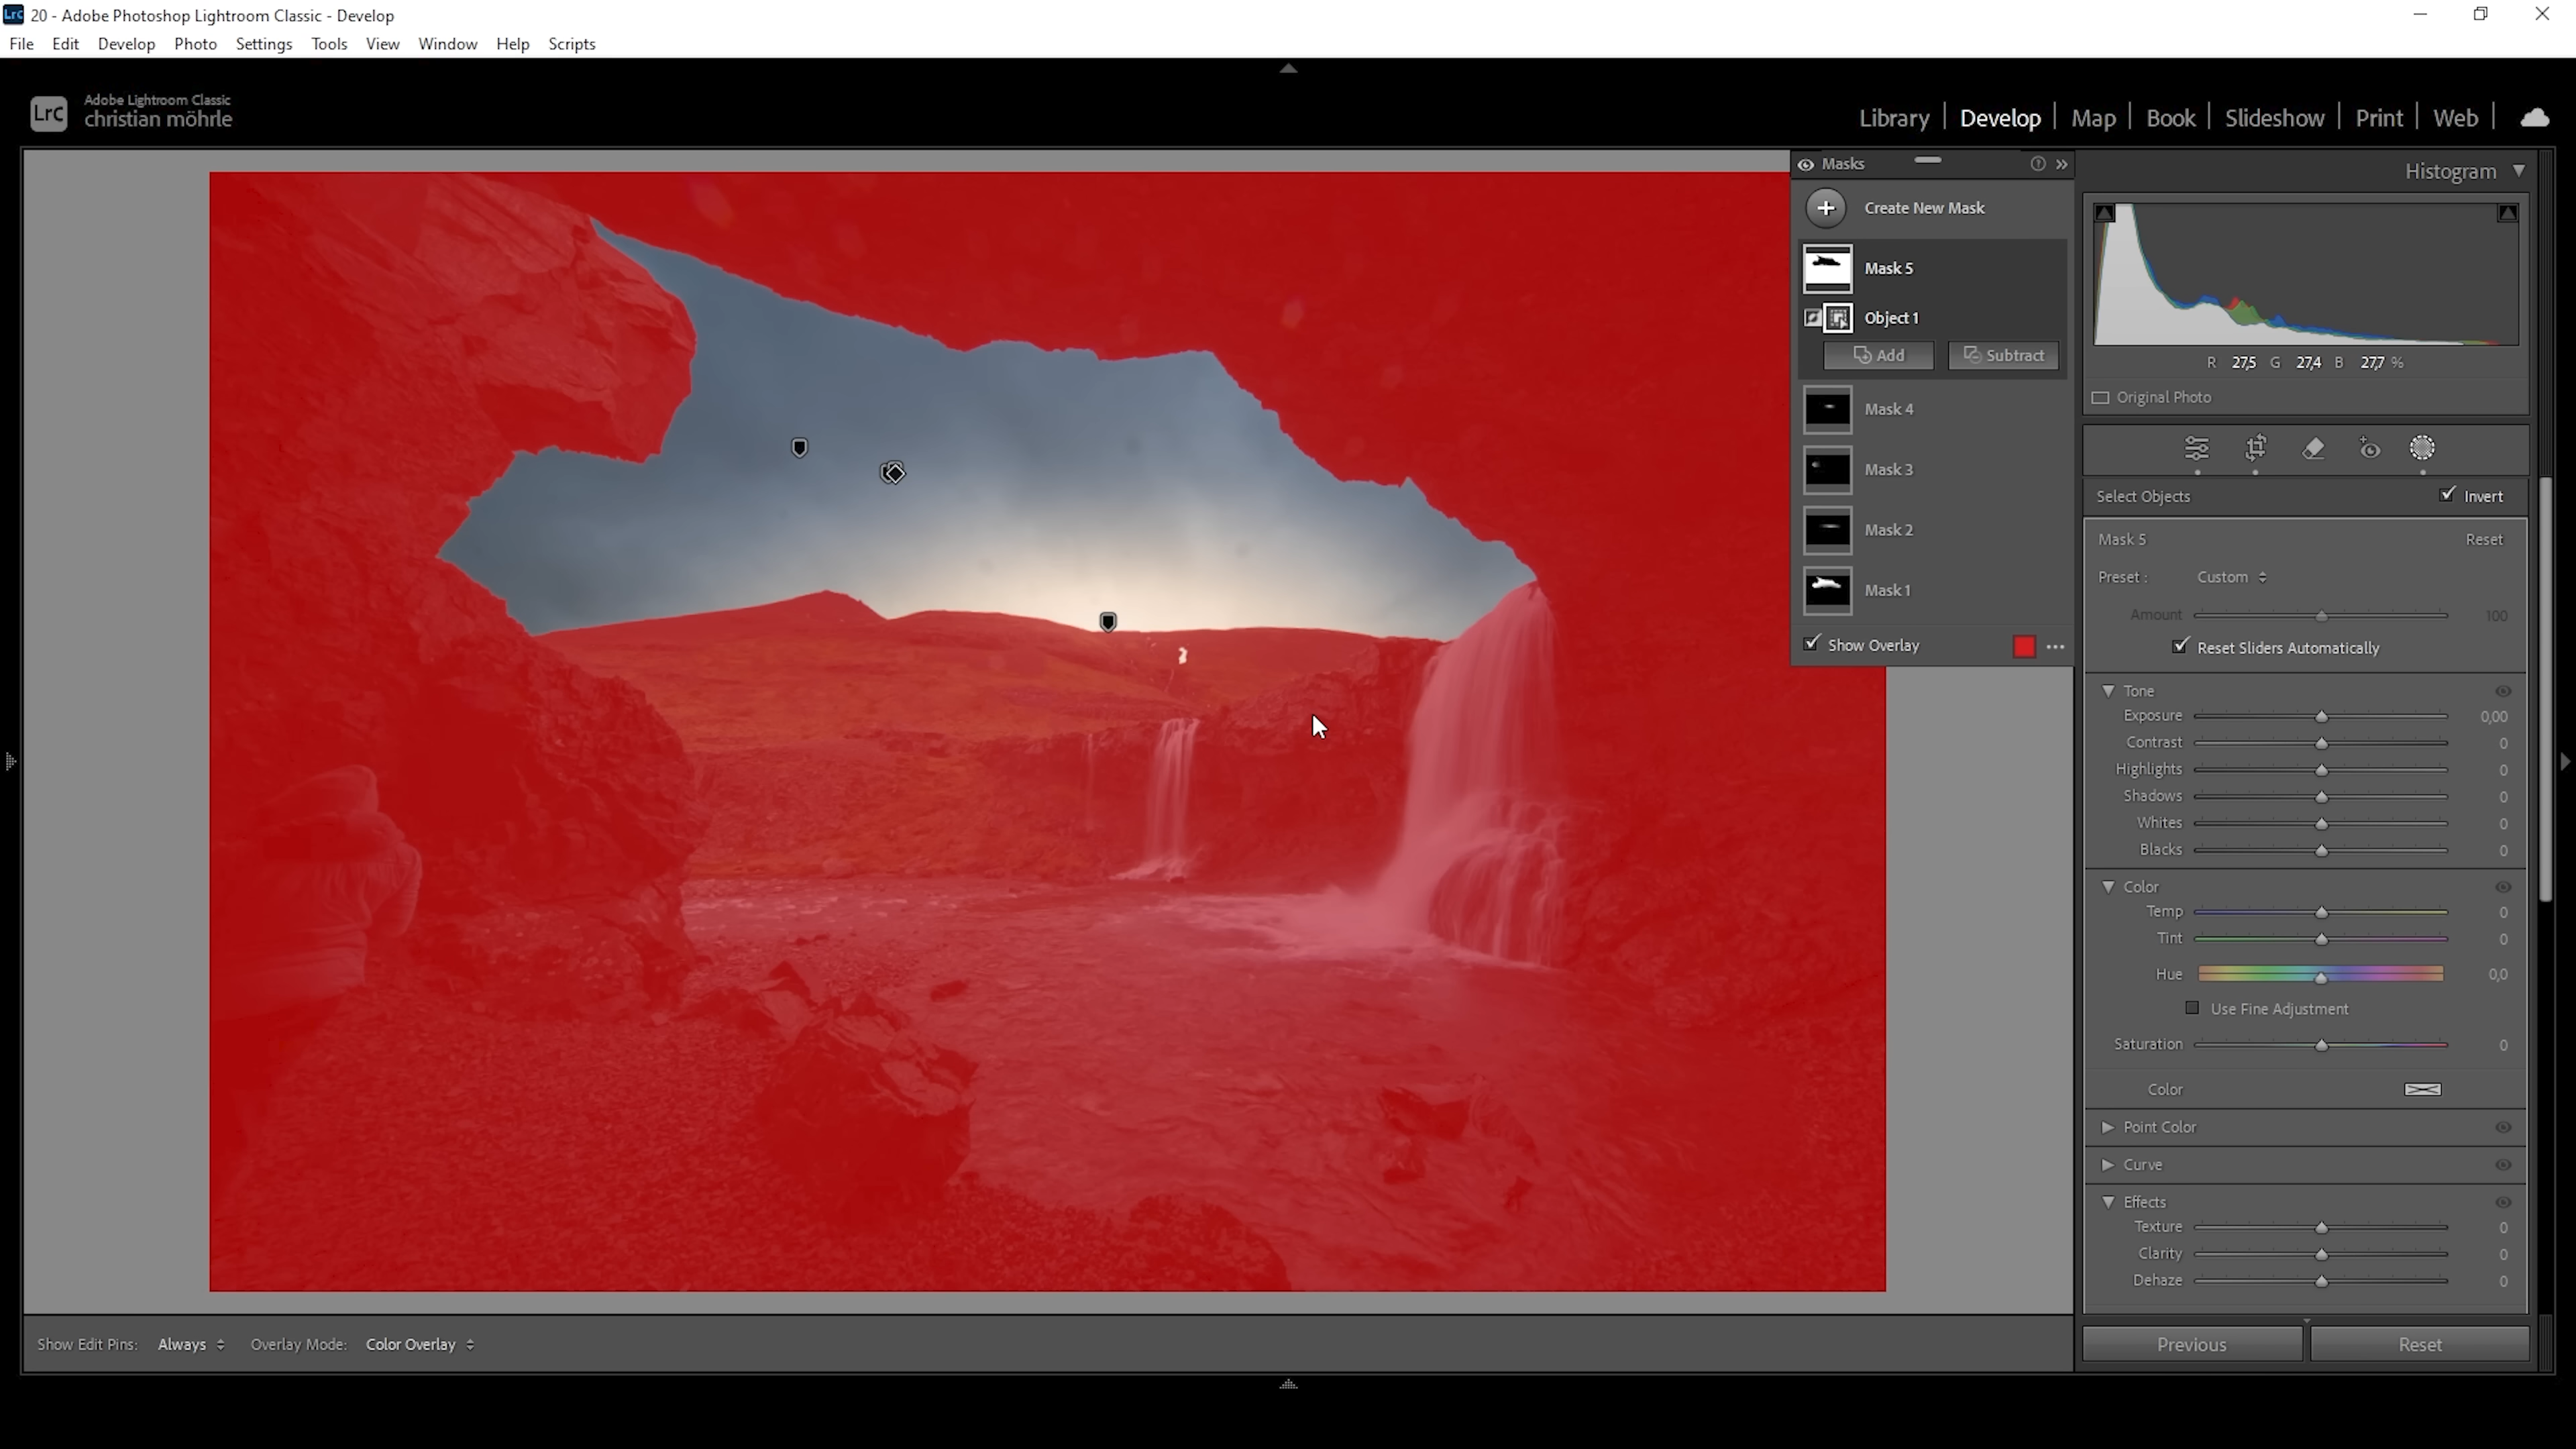 Lrc 20 - Adobe Photoshop Lightroom Classic - Develop
File Edit Develop Photo Settings Tools View Window Help Scripts
Lrc Adobe Lightroom Classic
christian möhrle
Library | Develop | Map | Book | Slideshow | Print | Web |
Masks
Create New Mask
Mask 5
Object 1
Add Subtract
Mask 4
Mask 3
Mask 2
Mask 1
Show Overlay
Histogram
R 27,5 G 27,4 B 27,7 %
Original Photo
Select Objects Invert
Mask 5 Reset
Preset : Custom
Amount 100
Reset Sliders Automatically
Tone
Exposure 0,00
Contrast 0
Highlights 0
Shadows 0
Whites 0
Blacks 0
Color
Temp 0
Tint 0
Hue 0,0
Use Fine Adjustment
Saturation 0
Color
Point Color
Curve
Effects
Texture 0
Clarity 0
Dehaze 0
Show Edit Pins: Always Overlay Mode: Color Overlay
Previous Reset